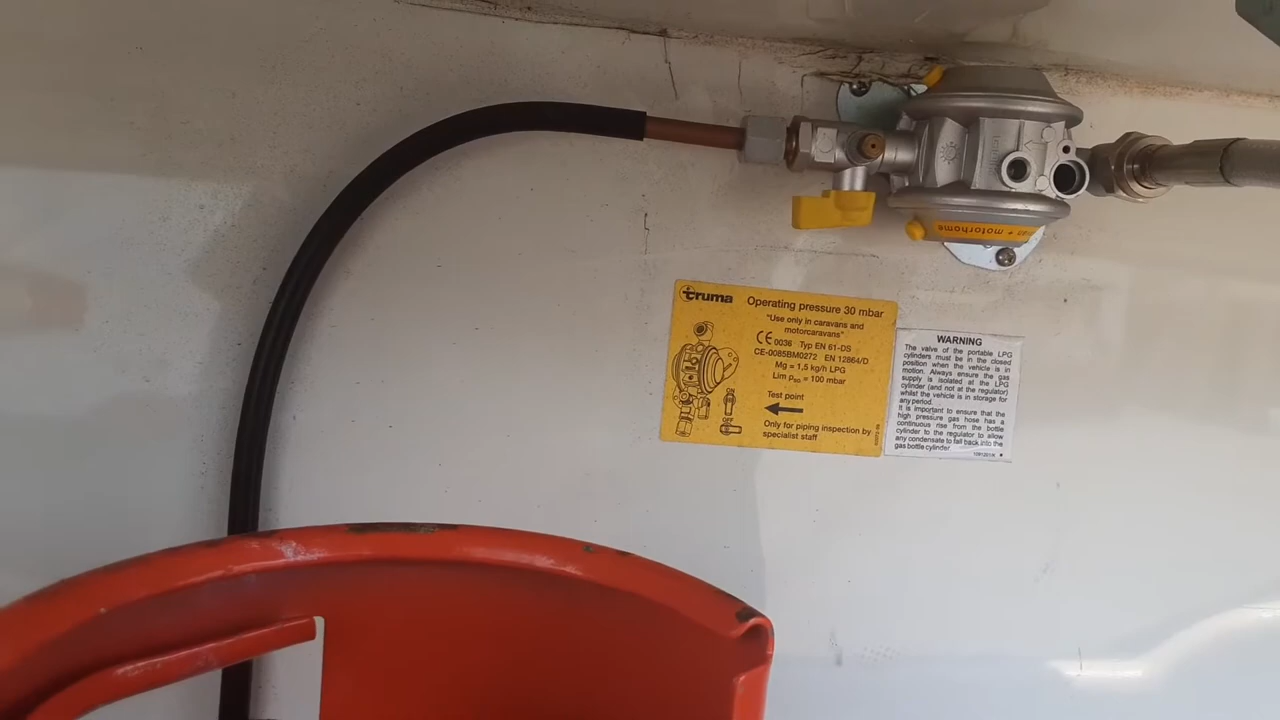 motorhome
truma
Operating pressure 30 mbar
"Use only in caravans and
motorcaravans"
CE 0036 Typ EN 61-DS
CE-0085BM0272 EN 12864/D
Mg = 1,5 kg/h LPG
Lim pso = 100 mbar
Test point
ON
OFF
Only for piping inspection by
specialist staff
WARNING
The valve of the portable LPG
cylinders must be in the closed
position when the vehicle is in
motion. Always ensure the gas
supply is isolated at the LPG
cylinder (and not at the regulator)
whilst the vehicle is in storage for
any period.
It is important to ensure that the
high pressure gas hose has a
continuous rise from the bottle
cylinder to the regulator to allow
any condensate to fall back into the
gas bottle cylinder.